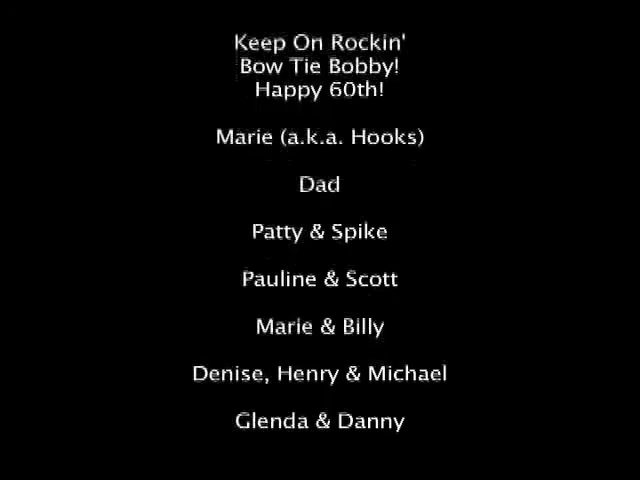 Keep On Rockin'
Bow Tie Bobby!
Happy 60th!
Marie (a.k.a. Hooks)
Dad
Patty & Spike
Pauline & Scott
Marie & Billy
Denise, Henry & Michael
Glenda & Danny